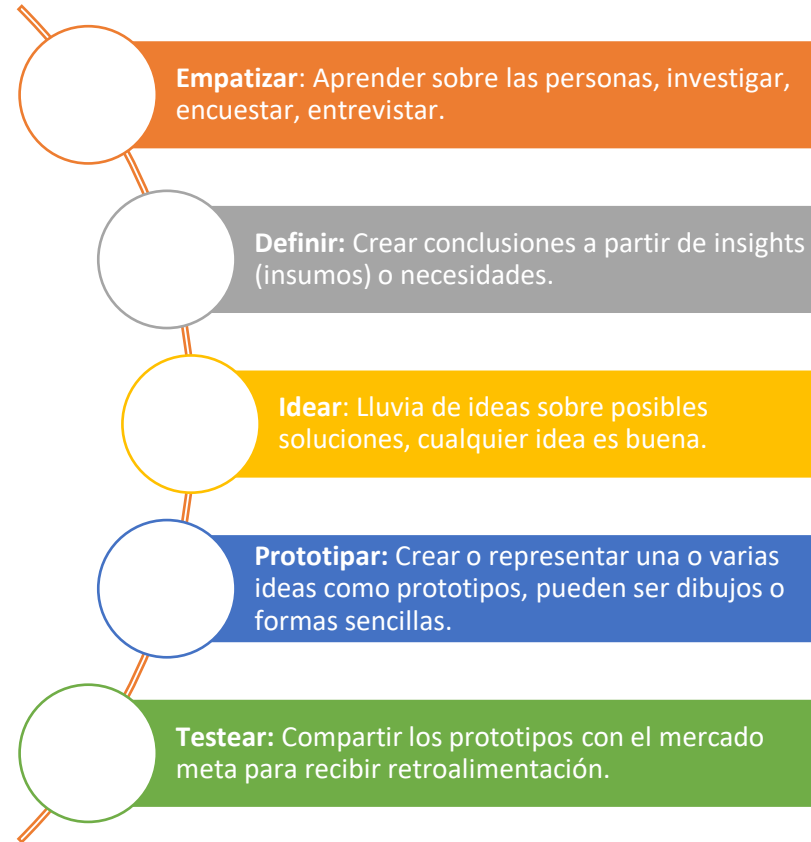 Empatizar: Aprender sobre las personas, investigar,
encuestar, entrevistar.
Definir: Crear conclusiones a partir de insights
(insumos) o necesidades.
Idear: Lluvia de ideas sobre posibles
soluciones, cualquier idea es buena.
Prototipar: Crear o representar una o varias
ideas como prototipos, pueden ser dibujos o
formas sencillas.
Testear: Compartir los prototipos con el mercado
meta para recibir retroalimentación.